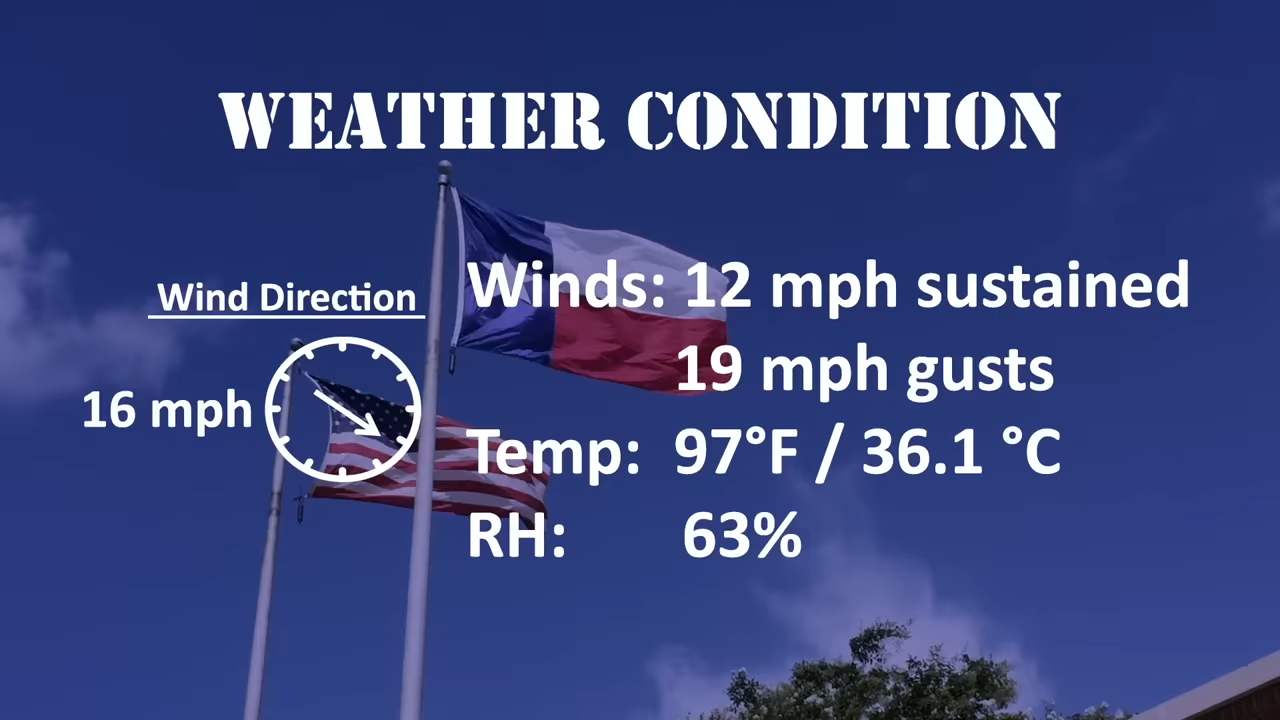 WEATHER CONDITION
Wind Direction
16 mph
Winds: 12 mph sustained
19 mph gusts
Temp: 97°F / 36.1 °C
RH: 63%